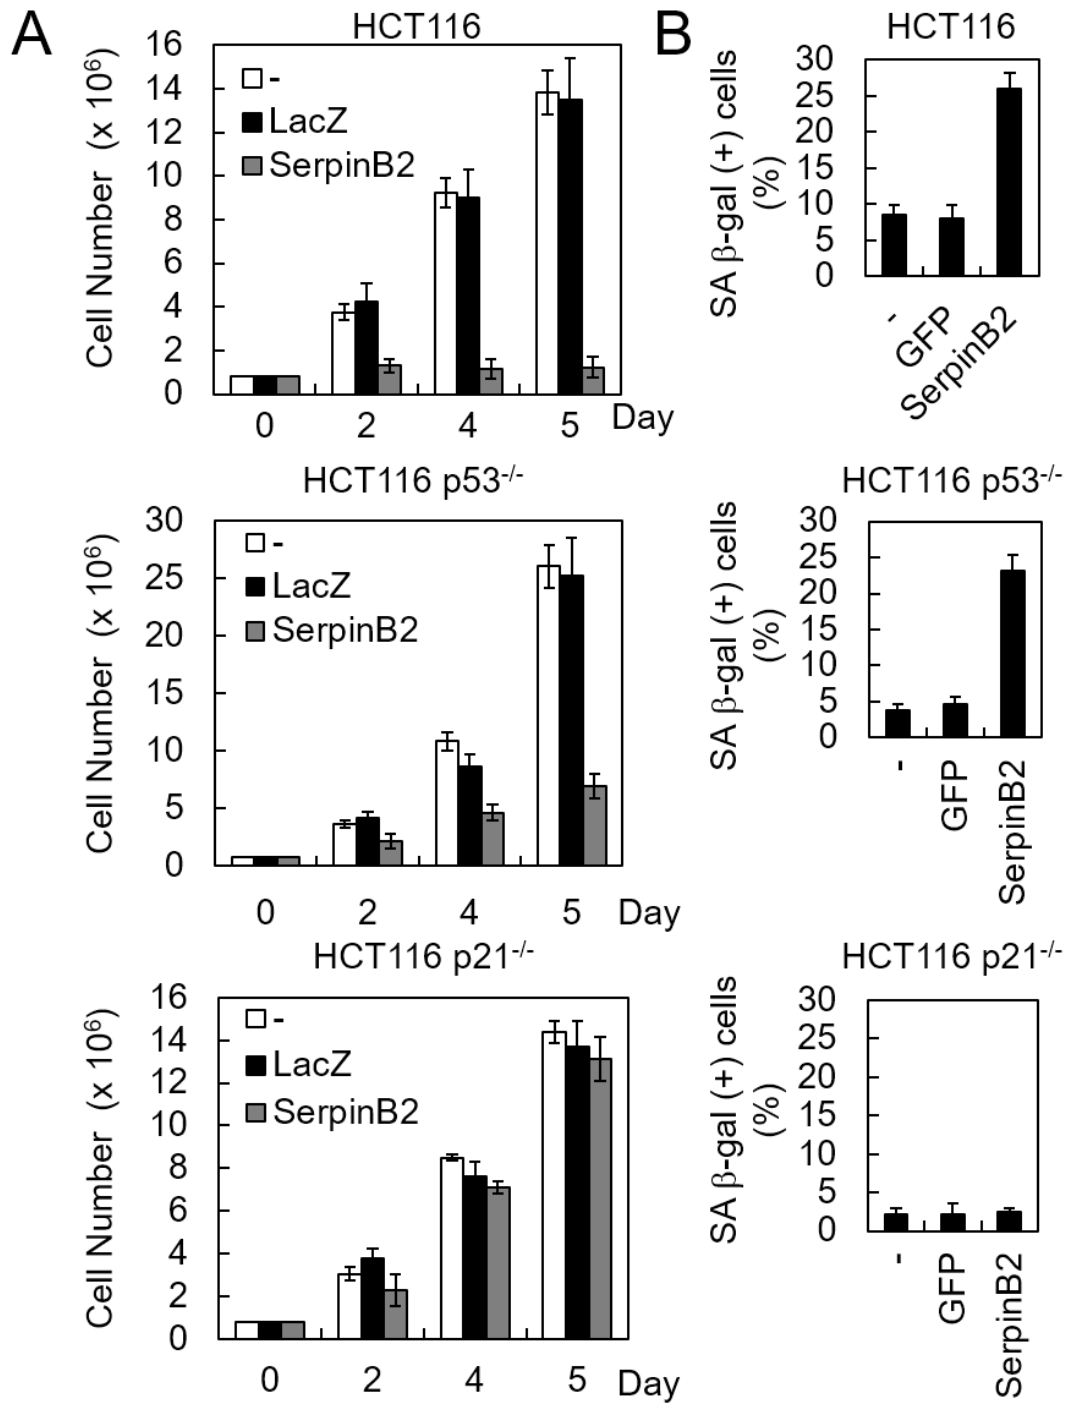 A
HCT116
Cell Number (x 10⁶)
16
14
12
10
8
6
4
2
0
-
LacZ
SerpinB2
0 2 4 5 Day
B
HCT116
SA β-gal (+) cells
(%)
30
25
20
15
10
5
0
-
GFP
SerpinB2
HCT116 p53⁻/⁻
Cell Number (x 10⁶)
30
25
20
15
10
5
0
-
LacZ
SerpinB2
0 2 4 5 Day
HCT116 p53⁻/⁻
SA β-gal (+) cells
(%)
30
25
20
15
10
5
0
-
GFP
SerpinB2
HCT116 p21⁻/⁻
Cell Number (x 10⁶)
16
14
12
10
8
6
4
2
0
-
LacZ
SerpinB2
0 2 4 5 Day
HCT116 p21⁻/⁻
SA β-gal (+) cells
(%)
30
25
20
15
10
5
0
-
GFP
SerpinB2